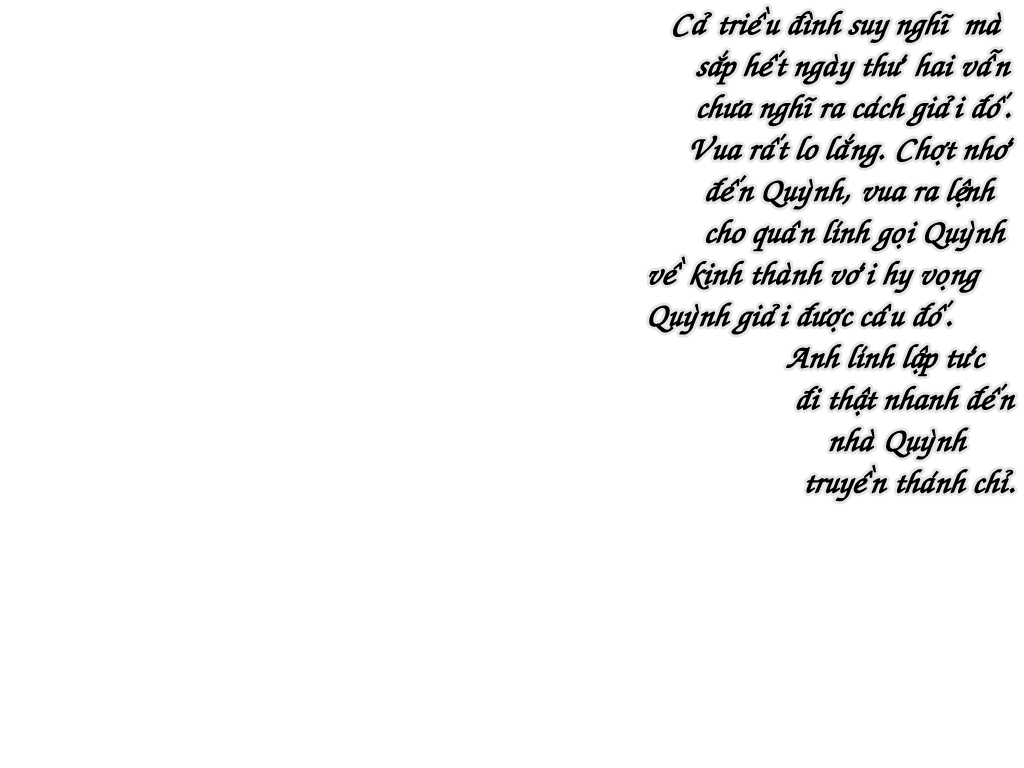 Cả triều đình suy nghĩ mà
sắp hết ngày thứ hai vẫn
chưa nghĩ ra cách giải đố.
Vua rất lo lắng. Chợt nhớ
đến Quỳnh, vua ra lệnh
cho quân lính gọi Quỳnh
về kinh thành với hy vọng
Quỳnh giải được câu đố.
Anh lính lập tức
đi thật nhanh đến
nhà Quỳnh
truyền thánh chỉ.